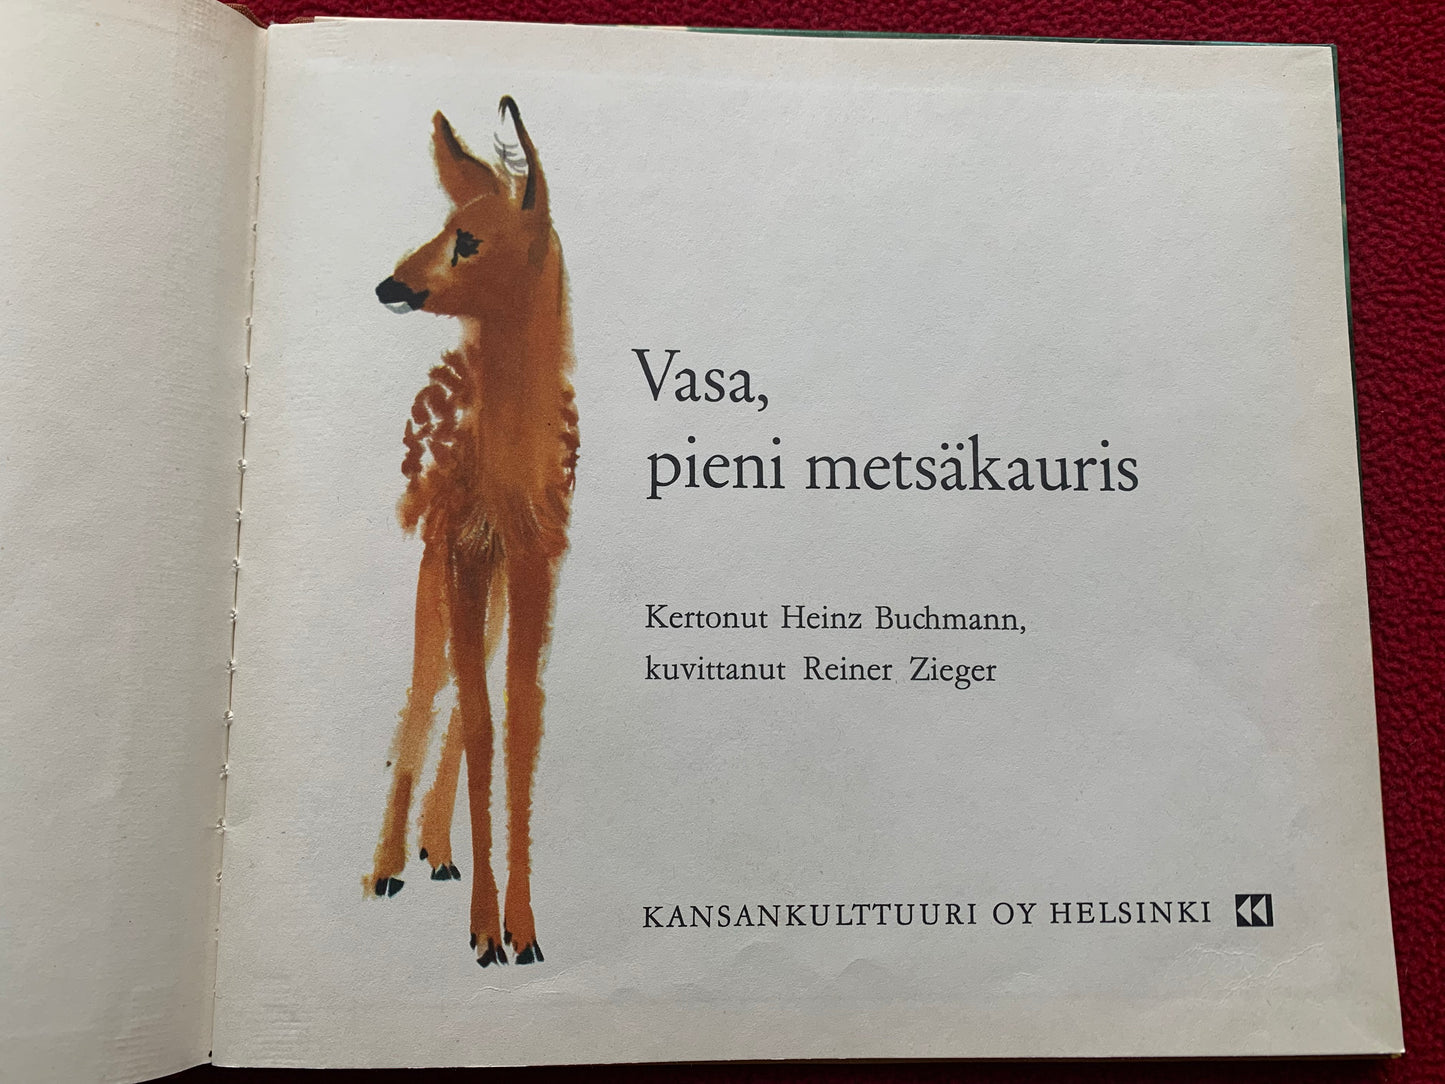 Vasa,
pieni metsäkauris
Kertonut Heinz Buchmann,
kuvittanut Reiner Zieger
KANSANKULTTUURI OY HELSINKI